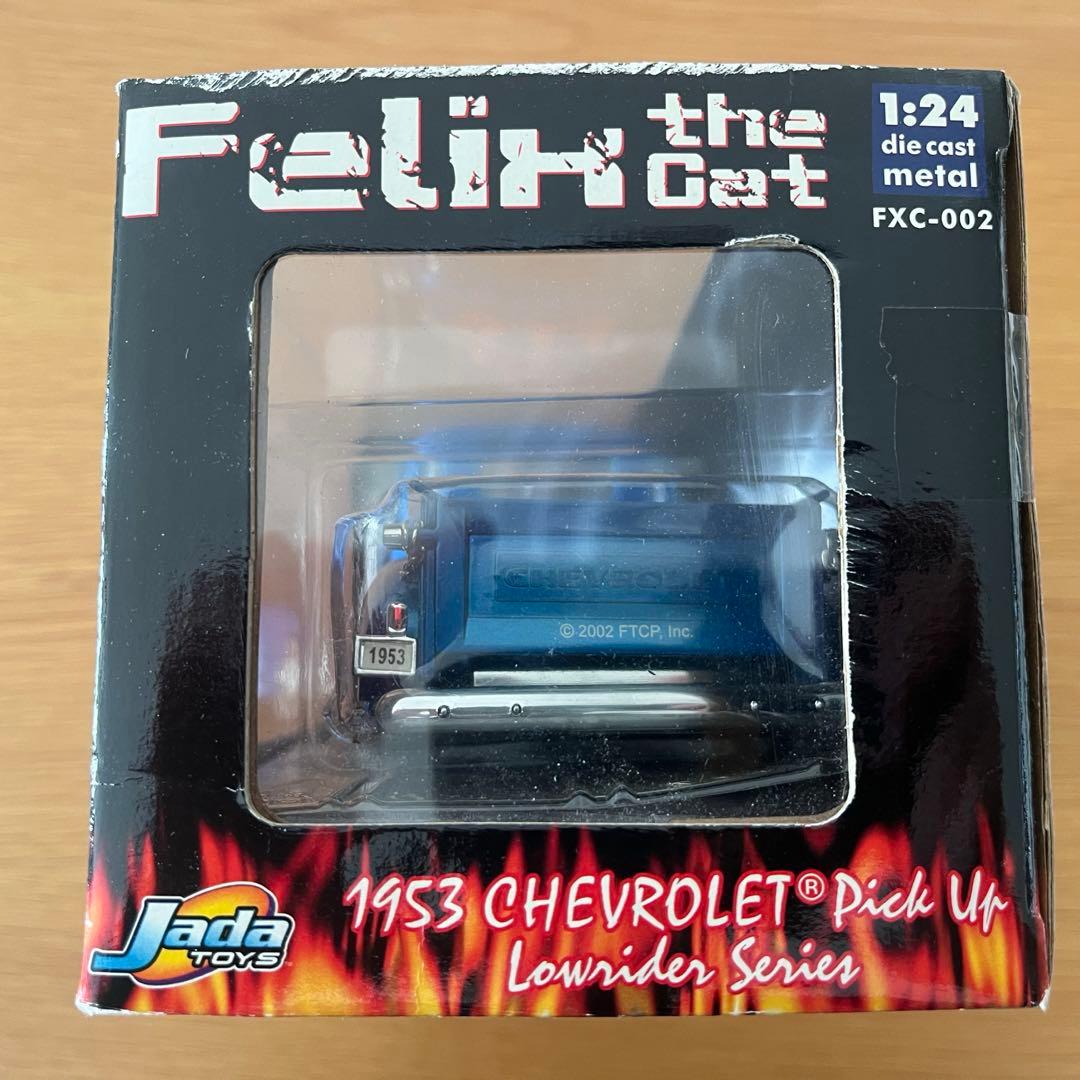 Felix the Cat
1:24
die cast
metal
FXC-002
CHEVROLET
© 2002 FTCP, Inc.
1953
Jada
TOYS
1953 CHEVROLET® Pick Up
Lowrider Series